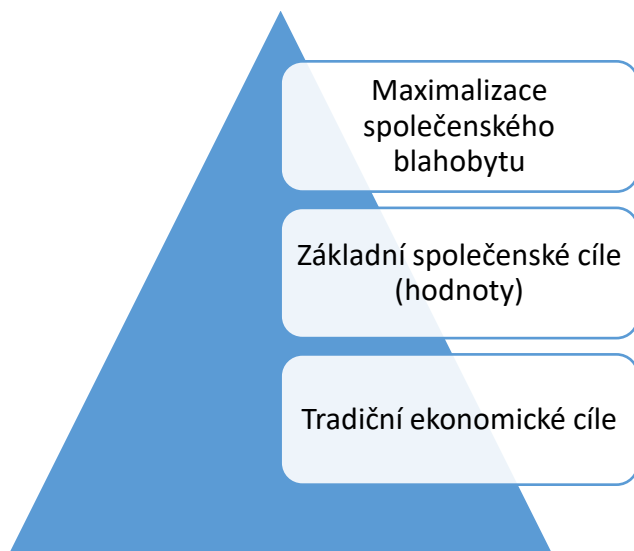 Maximalizace
společenského
blahobytu
Základní společenské cíle
(hodnoty)
Tradiční ekonomické cíle